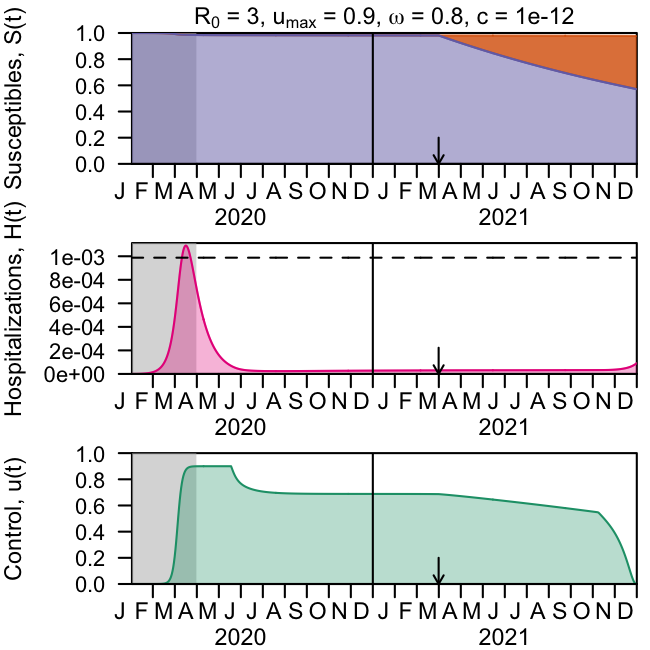 R0 = 3, umax = 0.9, ω = 0.8, c = 1e-12
Susceptibles, S(t)
1.0
0.8
0.6
0.4
0.2
0.0
J F M A M J J A S O N D J F M A M J J A S O N D
2020 2021
Hospitalizations, H(t)
1e-03
8e-04
6e-04
4e-04
2e-04
0e+00
J F M A M J J A S O N D J F M A M J J A S O N D
2020 2021
Control, u(t)
1.0
0.8
0.6
0.4
0.2
0.0
J F M A M J J A S O N D J F M A M J J A S O N D
2020 2021